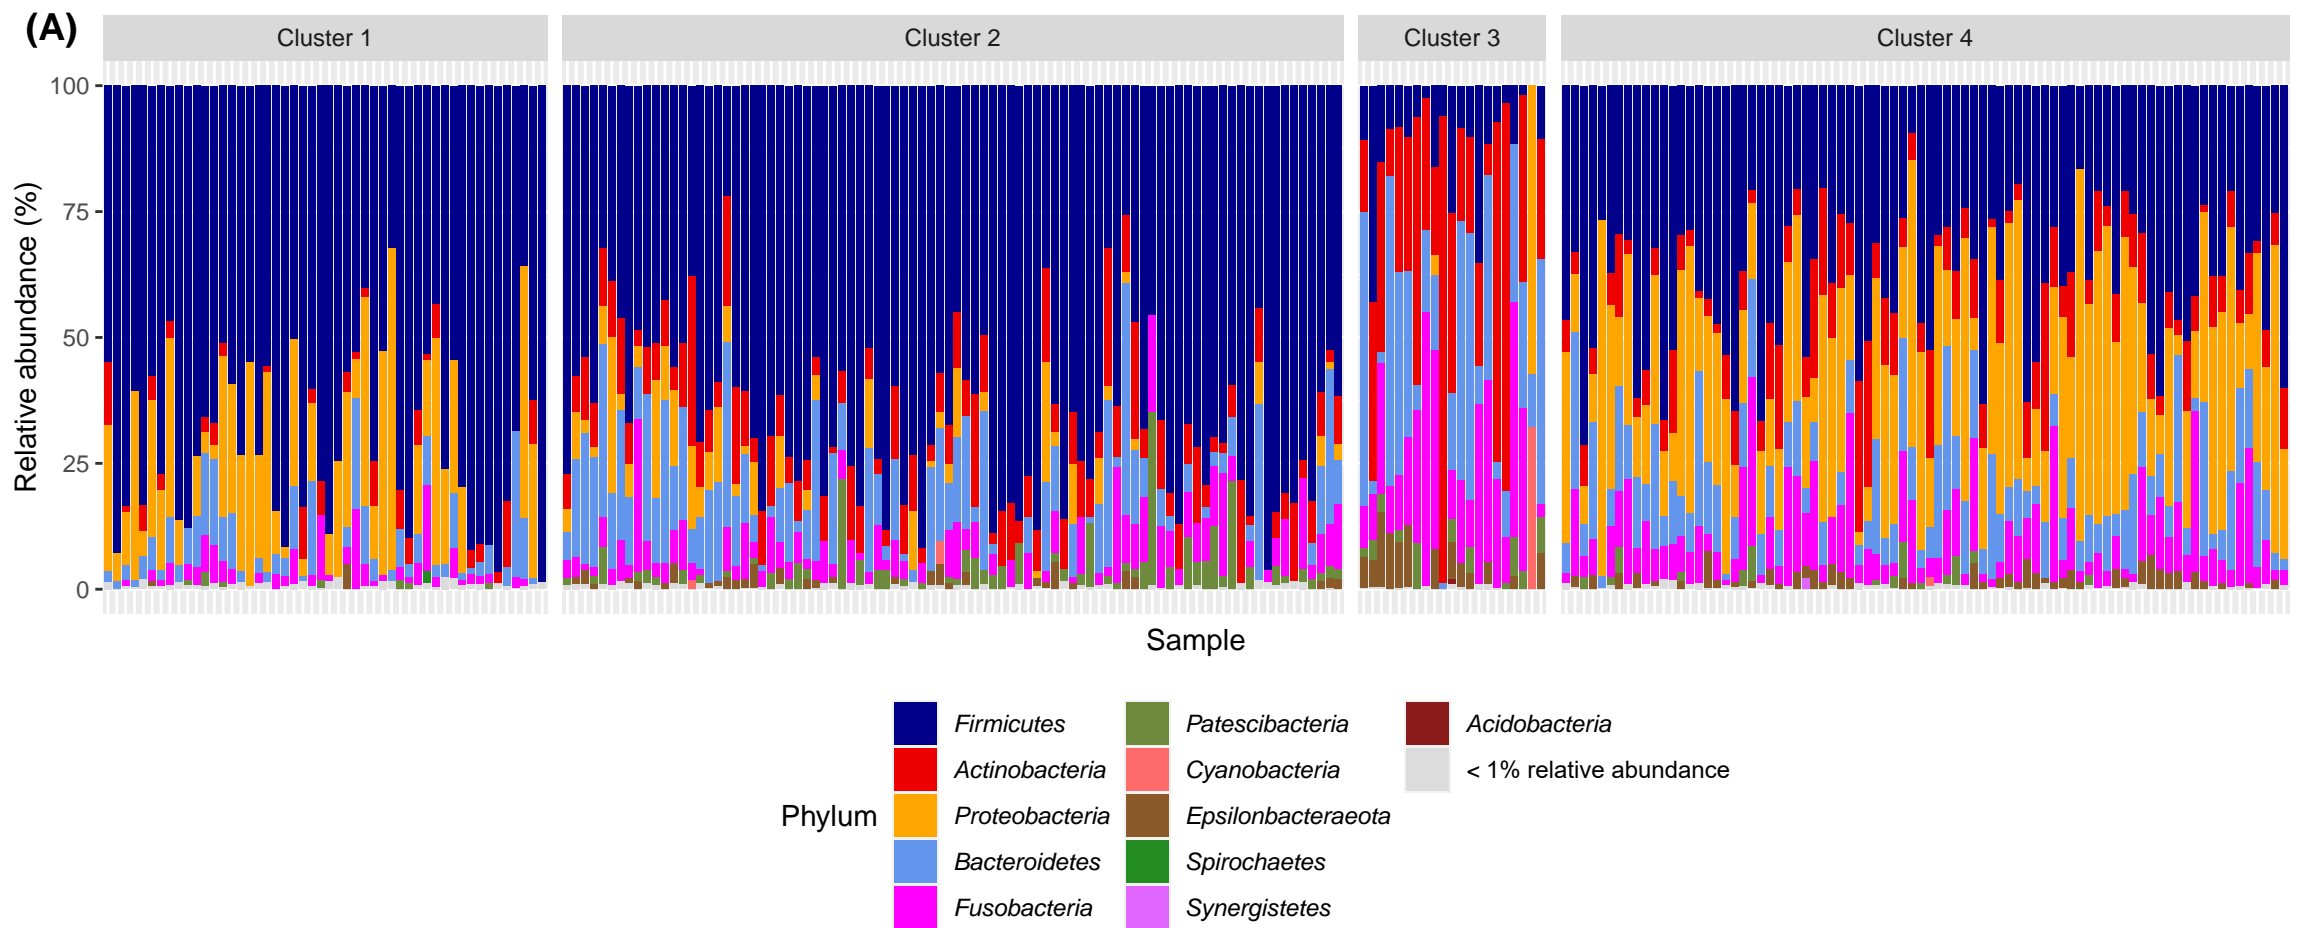 (A)
Cluster 1
Cluster 2
Cluster 3
Cluster 4
Relative abundance (%)
100
75
50
25
0
Sample
Phylum
Firmicutes
Actinobacteria
Proteobacteria
Bacteroidetes
Fusobacteria
Patescibacteria
Cyanobacteria
Epsilonbacteraeota
Spirochaetes
Synergistetes
Acidobacteria
< 1% relative abundance